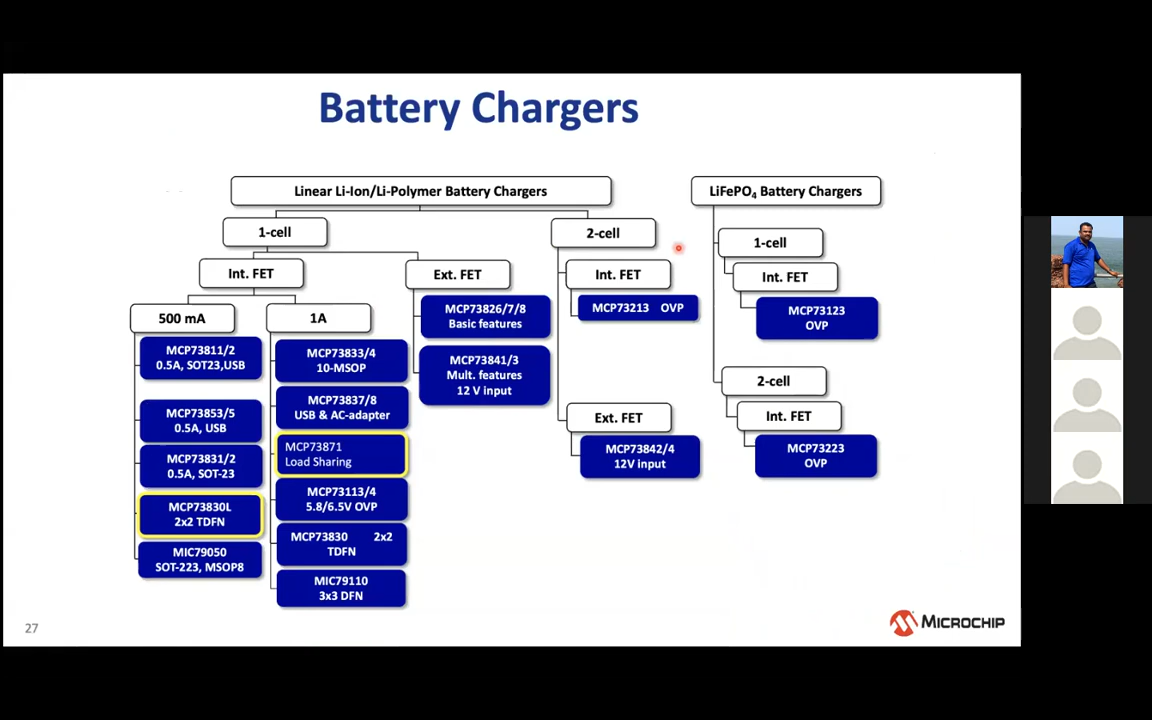 Battery Chargers
Linear Li-Ion/Li-Polymer Battery Chargers
LiFePO4 Battery Chargers
1-cell
2-cell
1-cell
Int. FET
Ext. FET
Int. FET
Int. FET
500 mA
1A
MCP73826/7/8
Basic features
MCP73213 OVP
MCP73123
OVP
MCP73811/2
0.5A, SOT23,USB
MCP73833/4
10-MSOP
MCP73841/3
Mult. features
12 V input
2-cell
MCP73853/5
0.5A, USB
MCP73837/8
USB & AC-adapter
Ext. FET
Int. FET
MCP73831/2
0.5A, SOT-23
MCP73871
Load Sharing
MCP73842/4
12V input
MCP73223
OVP
MCP73830L
2x2 TDFN
MCP73113/4
5.8/6.5V OVP
MIC79050
SOT-223, MSOP8
MCP73830 2x2
TDFN
MIC79110
3x3 DFN
27
MICROCHIP